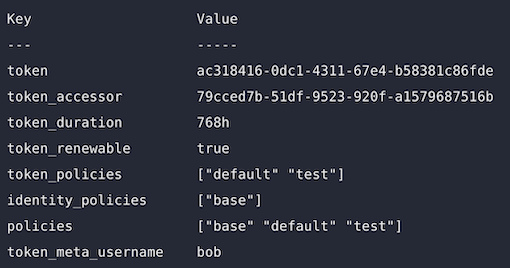 Key Value
--- -----
token ac318416-0dc1-4311-67e4-b58381c86fde
token_accessor 79cced7b-51df-9523-920f-a1579687516b
token_duration 768h
token_renewable true
token_policies ["default" "test"]
identity_policies ["base"]
policies ["base" "default" "test"]
token_meta_username bob